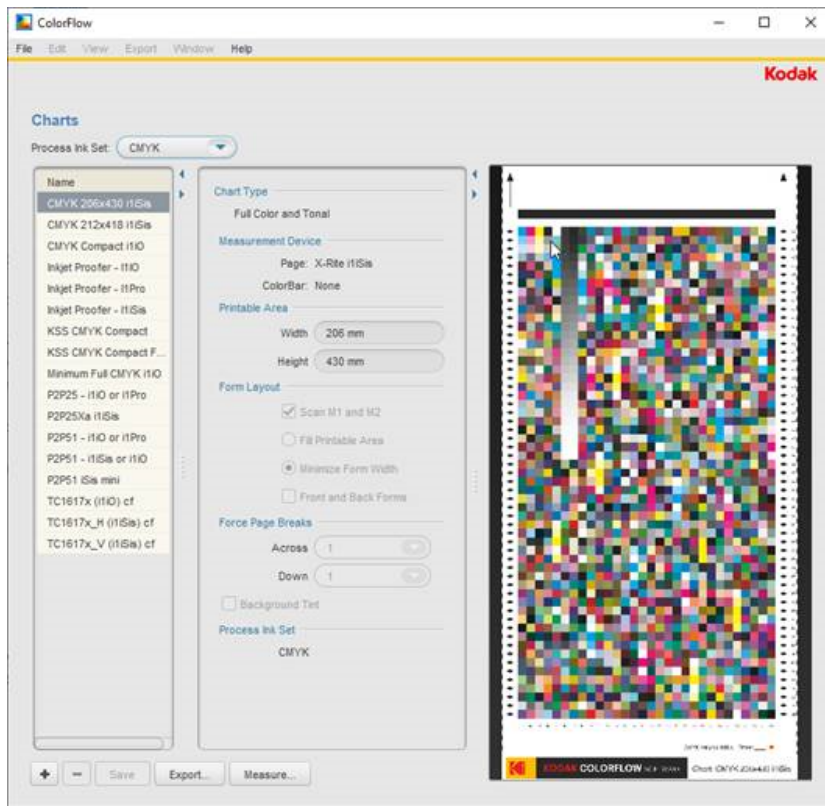 ColorFlow
File Edit View Export Window Help
Kodak
Charts
Process Ink Set: CMYK
Name
CMYK 206x430 i1iSis
CMYK 212x418 i1iSis
CMYK Compact i1iO
Inkjet Proofer - i1iO
Inkjet Proofer - i1Pro
Inkjet Proofer - i1iSis
KSS CMYK Compact
KSS CMYK Compact F...
Minimum Full CMYK i1iO
P2P25 - i1iO or i1Pro
P2P25Xa i1iSis
P2P51 - i1iO or i1Pro
P2P51 - i1iSis or i1iO
P2P51 iSis mini
TC1617x (i1iO) cf
TC1617x_H (i1iSis) cf
TC1617x_V (i1iSis) cf
Chart Type
Full Color and Tonal
Measurement Device
Page: X-Rite i1iSis
ColorBar: None
Printable Area
Width 206 mm
Height 430 mm
Form Layout
Scan M1 and M2
Fill Printable Area
Minimize Form Width
Front and Back Forms
Force Page Breaks
Across 1
Down 1
Background Tint
Process Ink Set
CMYK
+ - Save Export... Measure...
KODAK COLORFLOW
Chart: CMYK 206x430 i1iSis